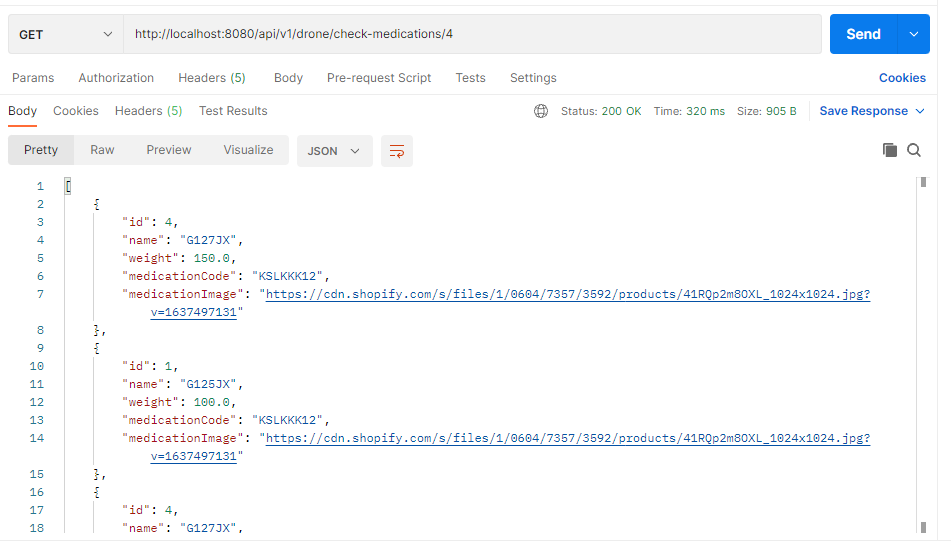 GET http://localhost:8080/api/v1/drone/check-medications/4 Send
Params Authorization Headers (5) Body Pre-request Script Tests Settings Cookies
Body Cookies Headers (5) Test Results Status: 200 OK Time: 320 ms Size: 905 B Save Response
Pretty Raw Preview Visualize JSON
1 [
2 {
3 "id": 4,
4 "name": "G127JX",
5 "weight": 150.0,
6 "medicationCode": "KSLKKK12",
7 "medicationImage": "https://cdn.shopify.com/s/files/1/0604/7357/3592/products/41RQp2m8OXL_1024x1024.jpg?
v=1637497131"
8 },
9 {
10 "id": 1,
11 "name": "G125JX",
12 "weight": 100.0,
13 "medicationCode": "KSLKKK12",
14 "medicationImage": "https://cdn.shopify.com/s/files/1/0604/7357/3592/products/41RQp2m8OXL_1024x1024.jpg?
v=1637497131"
15 },
16 {
17 "id": 4,
18 "name": "G127JX",